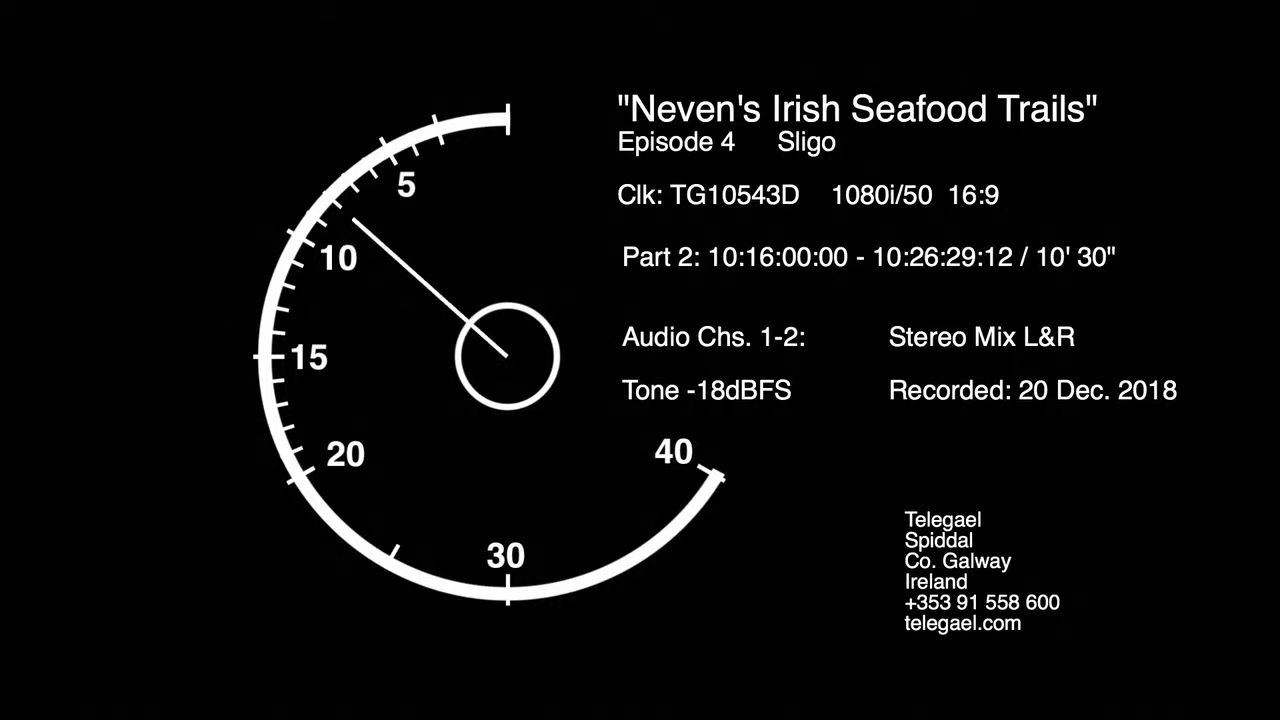 "Neven's Irish Seafood Trails"
Episode 4 Sligo
Clk: TG10543D 1080i/50 16:9
Part 2: 10:16:00:00 - 10:26:29:12 / 10' 30"
Audio Chs. 1-2: Stereo Mix L&R
Tone -18dBFS Recorded: 20 Dec. 2018
5
10
15
20
30
40
Telegael
Spiddal
Co. Galway
Ireland
+353 91 558 600
telegael.com